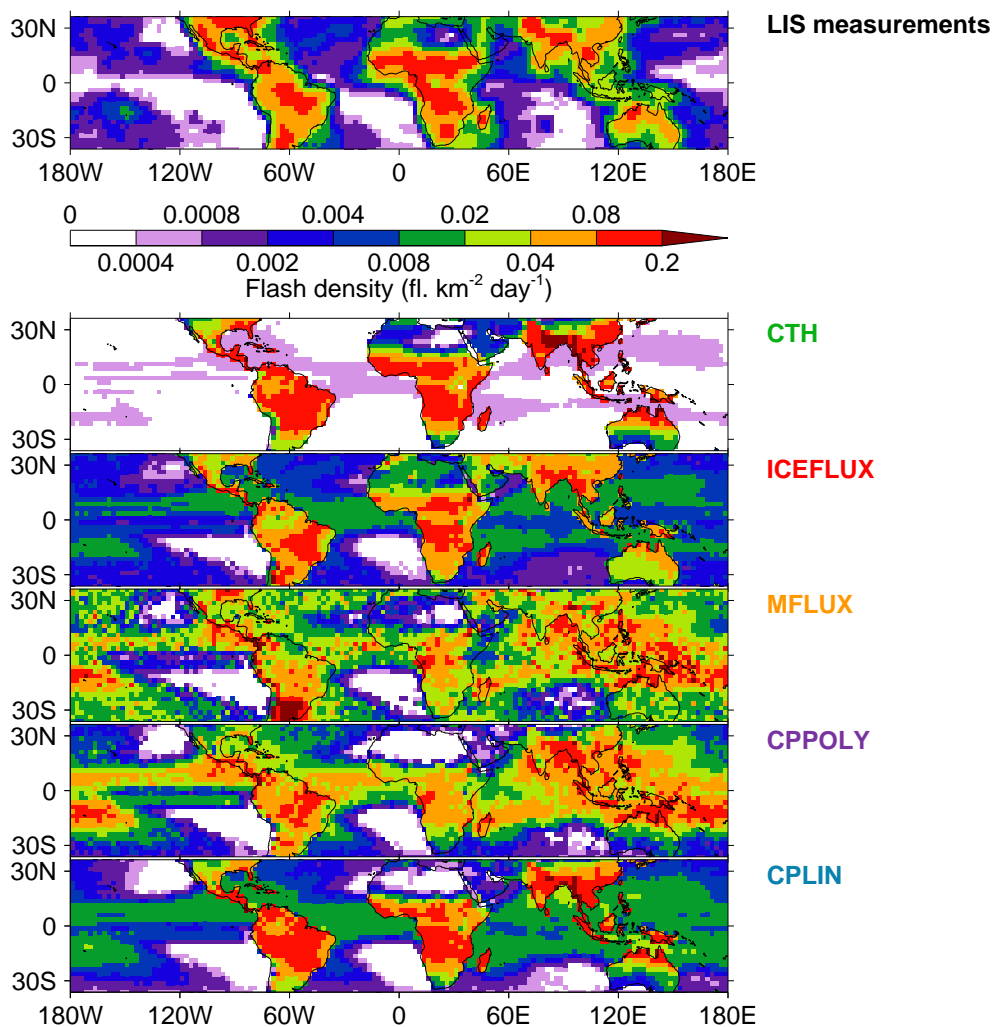 30N
0
30S
LIS measurements
180W 120W 60W 0 60E 120E 180E
0 0.0008 0.004 0.02 0.08
0.0004 0.002 0.008 0.04 0.2
Flash density (fl. km-2 day-1)
30N
0
30S
CTH
30N
0
30S
ICEFLUX
30N
0
30S
MFLUX
30N
0
30S
CPPOLY
30N
0
30S
CPLIN
180W 120W 60W 0 60E 120E 180E